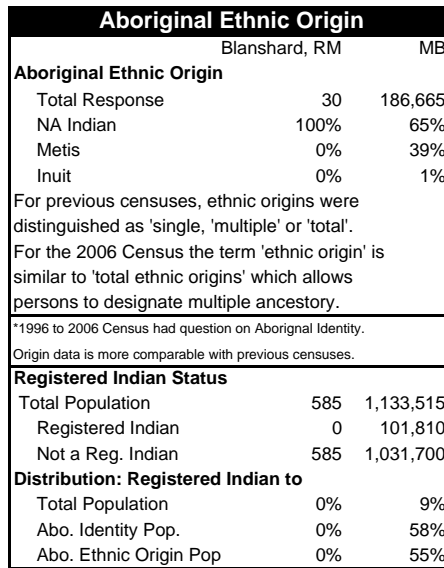 Aboriginal Ethnic Origin
Blanshard, RM MB
Aboriginal Ethnic Origin
Total Response 30 186,665
NA Indian 100% 65%
Metis 0% 39%
Inuit 0% 1%
For previous censuses, ethnic origins were
distinguished as 'single, 'multiple' or 'total'.
For the 2006 Census the term 'ethnic origin' is
similar to 'total ethnic origins' which allows
persons to designate multiple ancestory.
*1996 to 2006 Census had question on Aborignal Identity.
Origin data is more comparable with previous censuses.
Registered Indian Status
Total Population 585 1,133,515
Registered Indian 0 101,810
Not a Reg. Indian 585 1,031,700
Distribution: Registered Indian to
Total Population 0% 9%
Abo. Identity Pop. 0% 58%
Abo. Ethnic Origin Pop 0% 55%